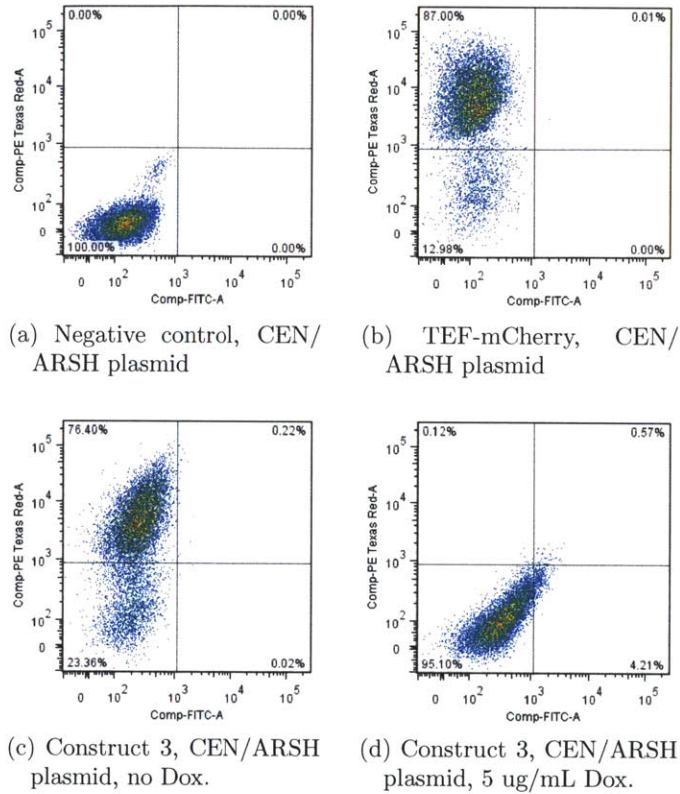 0.00% 0.00%
10^5
10^4
10^3
10^2
0
Comp-PE Texas Red-A
100.00% 0.00%
0 10^2 10^3 10^4 10^5
Comp-FITC-A
(a) Negative control, CEN/
ARSH plasmid
87.00% 0.01%
10^5
10^4
10^3
10^2
0
Comp-PE Texas Red-A
12.98% 0.00%
0 10^2 10^3 10^4 10^5
Comp-FITC-A
(b) TEF-mCherry, CEN/
ARSH plasmid
76.40% 0.22%
10^5
10^4
10^3
10^2
0
Comp-PE Texas Red-A
23.36% 0.02%
0 10^2 10^3 10^4 10^5
Comp-FITC-A
(c) Construct 3, CEN/ARSH
plasmid, no Dox.
0.12% 0.57%
10^5
10^4
10^3
10^2
0
Comp-PE Texas Red-A
95.10% 4.21%
0 10^2 10^3 10^4 10^5
Comp-FITC-A
(d) Construct 3, CEN/ARSH
plasmid, 5 ug/mL Dox.